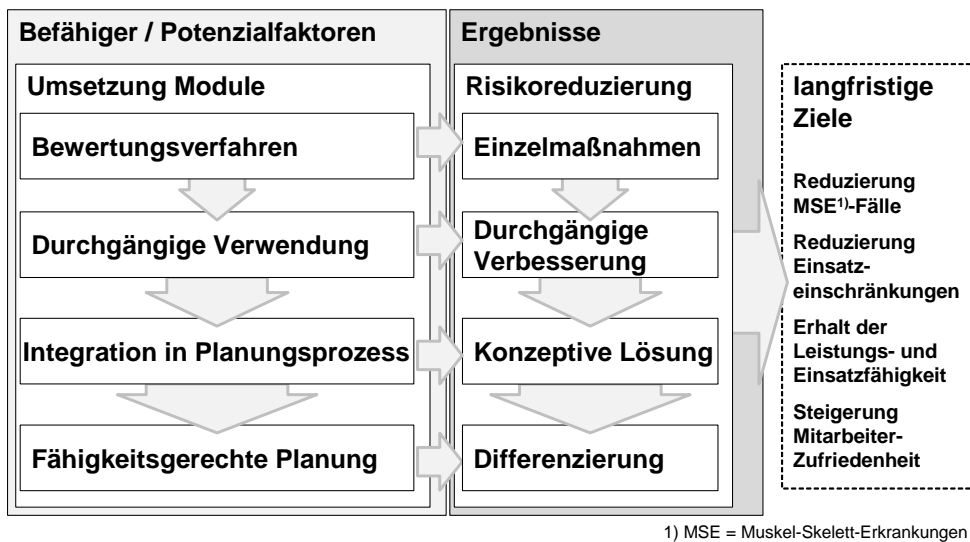 Befähiger / Potenzialfaktoren
Umsetzung Module
Bewertungsverfahren
Durchgängige Verwendung
Integration in Planungsprozess
Fähigkeitsgerechte Planung
Ergebnisse
Risikoreduzierung
Einzelmaßnahmen
Durchgängige
Verbesserung
Konzeptive Lösung
Differenzierung
langfristige
Ziele
Reduzierung
MSE¹⁾-Fälle
Reduzierung
Einsatz-
einschränkungen
Erhalt der
Leistungs- und
Einsatzfähigkeit
Steigerung
Mitarbeiter-
Zufriedenheit
1) MSE = Muskel-Skelett-Erkrankungen